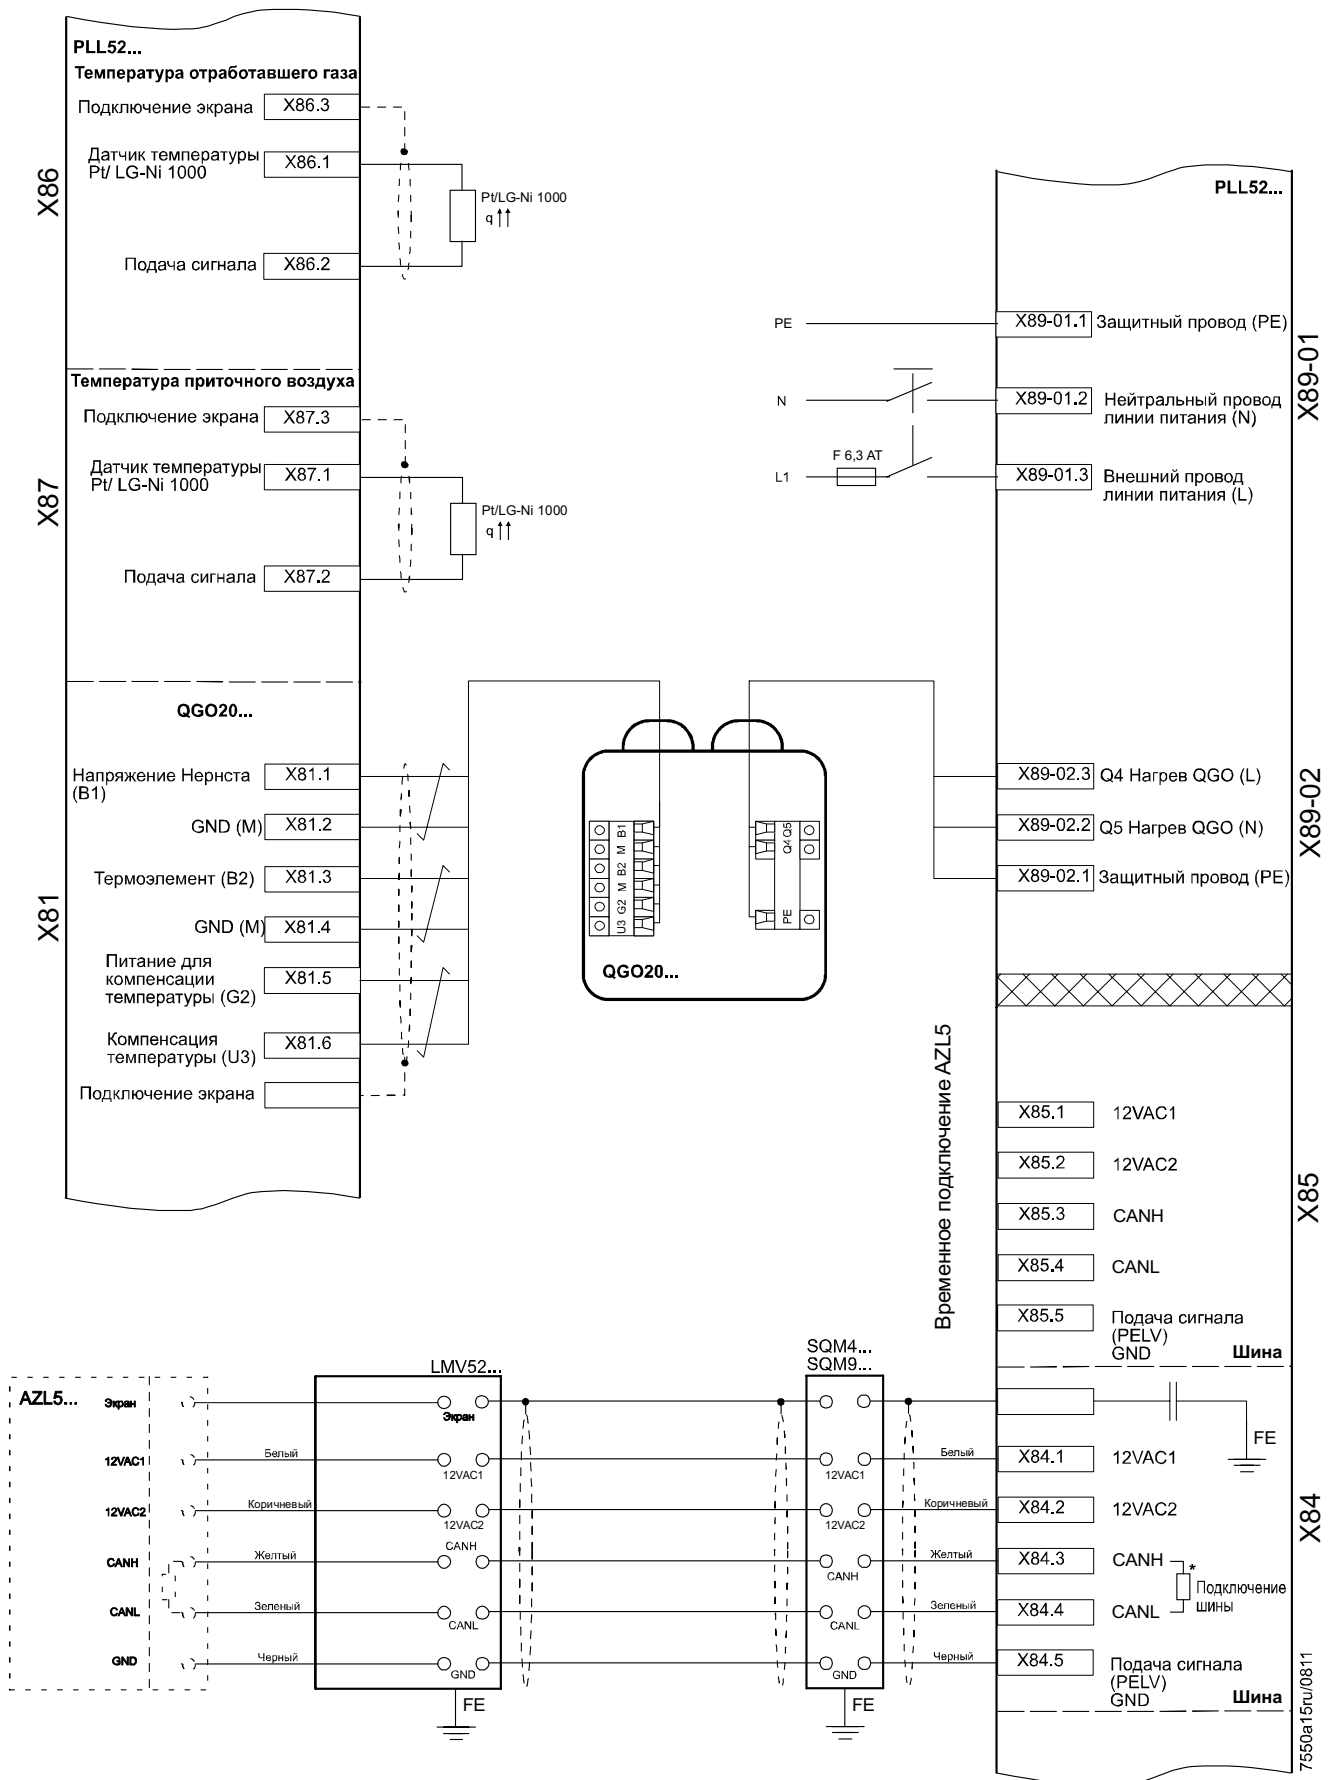 PLL52...
Температура отработавшего газа
Подключение экрана
X86.3
Датчик температуры
Pt/ LG-Ni 1000
X86.1
Pt/LG-Ni 1000
q
Подача сигнала
X86.2
X86
Температура приточного воздуха
Подключение экрана
X87.3
Датчик температуры
Pt/ LG-Ni 1000
X87.1
Pt/LG-Ni 1000
q
Подача сигнала
X87.2
X87
QGO20...
Напряжение Нернста
(B1)
X81.1
GND (M)
X81.2
Термоэлемент (B2)
X81.3
GND (M)
X81.4
Питание для
компенсации
температуры (G2)
X81.5
Компенсация
температуры (U3)
X81.6
Подключение экрана
X81
B1
M
B2
M
G2
U3
Q5
Q4
PE
QGO20...
PLL52...
PE
X89-01.1
Защитный провод (PE)
N
X89-01.2
Нейтральный провод
линии питания (N)
F 6,3 AT
L1
X89-01.3
Внешний провод
линии питания (L)
X89-01
X89-02.3
Q4 Нагрев QGO (L)
X89-02.2
Q5 Нагрев QGO (N)
X89-02.1
Защитный провод (PE)
X89-02
Временное подключение AZL5
X85.1
12VAC1
X85.2
12VAC2
X85.3
CANH
X85.4
CANL
X85.5
Подача сигнала
(PELV)
GND
Шина
X85
AZL5...
Экран
12VAC1
12VAC2
CANH
CANL
GND
Белый
Коричневый
Желтый
Зеленый
Черный
LMV52...
Экран
12VAC1
12VAC2
CANH
CANL
GND
FE
SQM4...
SQM9...
12VAC1
12VAC2
CANH
CANL
GND
FE
Белый
Коричневый
Желтый
Зеленый
Черный
FE
X84.1
12VAC1
X84.2
12VAC2
X84.3
CANH
*
Подключение
шины
X84.4
CANL
X84.5
Подача сигнала
(PELV)
GND
Шина
X84
7550a15ru/0811